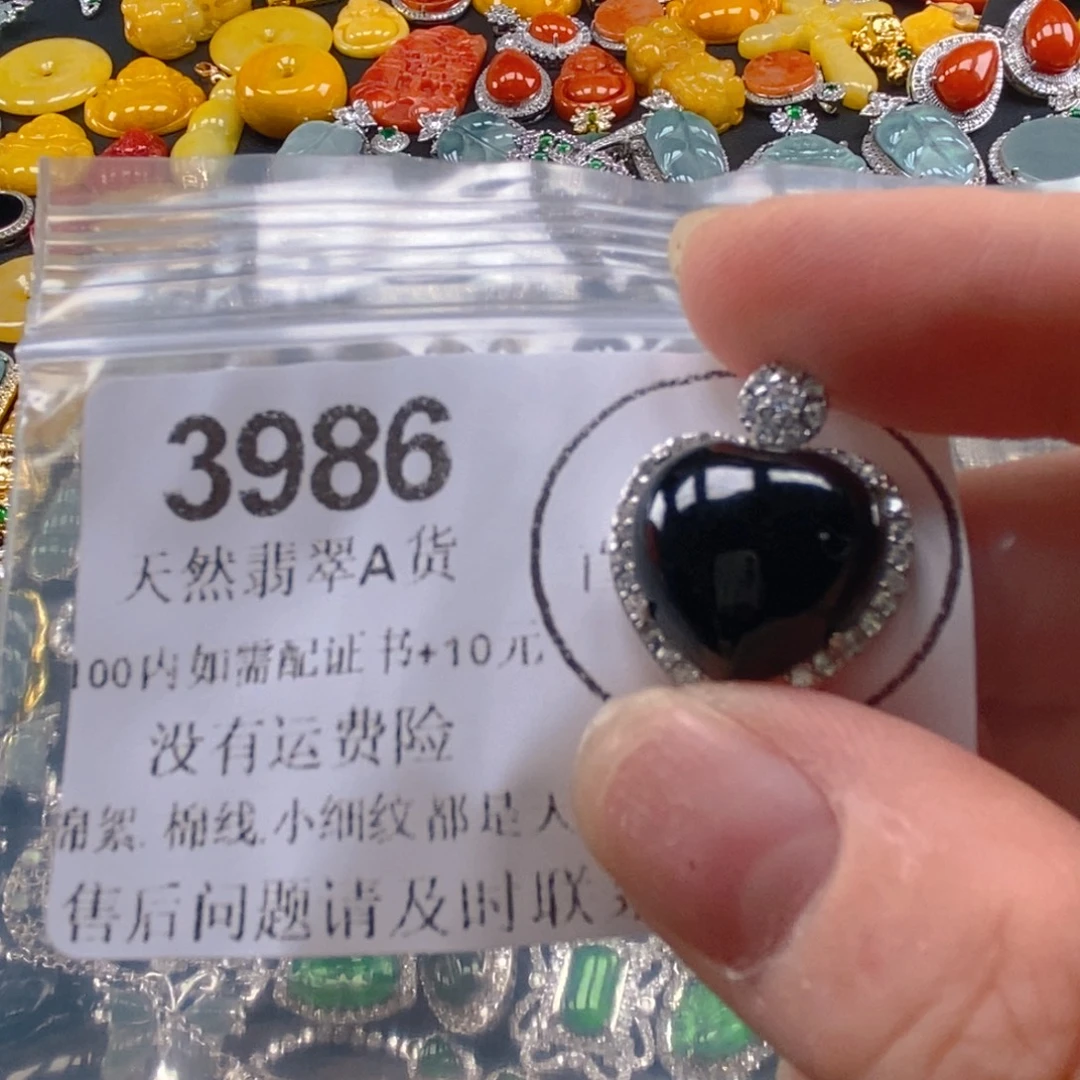 3986
天然翡翠A货
100内如需配证书+10元
没有运费险
棉絮.棉线.小细纹都是天
售后问题请及时联